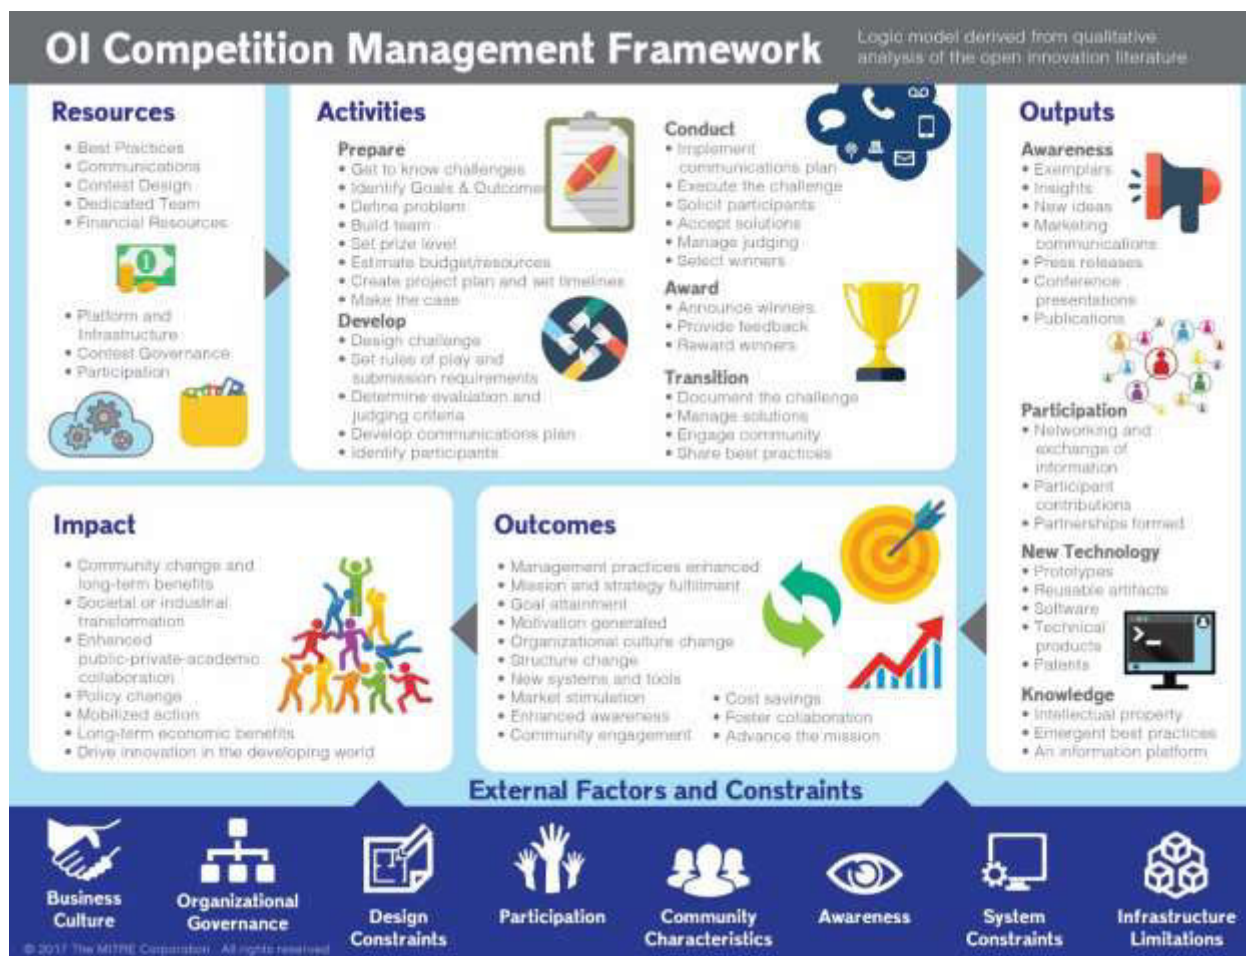 OI Competition Management Framework
Logic model derived from qualitative
analysis of the open innovation literature
Resources
• Best Practices
• Communications
• Contest Design
• Dedicated Team
• Financial Resources
1
• Platform and
Infrastructure
• Contest Governance
• Participation
Activities
Prepare
• Get to know challenges
• Identify Goals & Outcome
• Define problem
• Build team
• Set prize level
• Estimate budget/resources
• Create project plan and set timelines
• Make the case
Develop
• Design challenge
• Set rules of play and
submission requirements
• Determine evaluation and
judging criteria
• Develop communications plan
• Identify participants
Conduct
• Implement
communications plan
• Execute the challenge
• Solicit participants
• Accept solutions
• Manage judging
• Select winners
Award
• Announce winners
• Provide feedback
• Reward winners
Transition
• Document the challenge
• Manage solutions
• Engage community
• Share best practices
Outputs
Awareness
• Exemplars
• Insights
• New ideas
• Marketing
communications
• Press releases
• Conference
presentations
• Publications
Participation
• Networking and
exchange of
information
• Participant
contributions
• Partnerships formed
New Technology
• Prototypes
• Reusable artifacts
• Software
• Technical
products
• Patents
Knowledge
• Intellectual property
• Emergent best practices
• An information platform
Outcomes
• Management practices enhanced
• Mission and strategy fulfillment
• Goal attainment
• Motivation generated
• Organizational culture change
• Structure change
• New systems and tools
• Market stimulation
• Enhanced awareness
• Community engagement
• Cost savings
• Foster collaboration
• Advance the mission
Impact
• Community change and
long-term benefits
• Societal or industrial
transformation
• Enhanced
public-private-academic
collaboration
• Policy change
• Mobilized action
• Long-term economic benefits
• Drive innovation in the developing world
External Factors and Constraints
Business
Culture
Organizational
Governance
Design
Constraints
Participation
Community
Characteristics
Awareness
System
Constraints
Infrastructure
Limitations
© 2017 The MITRE Corporation. All rights reserved